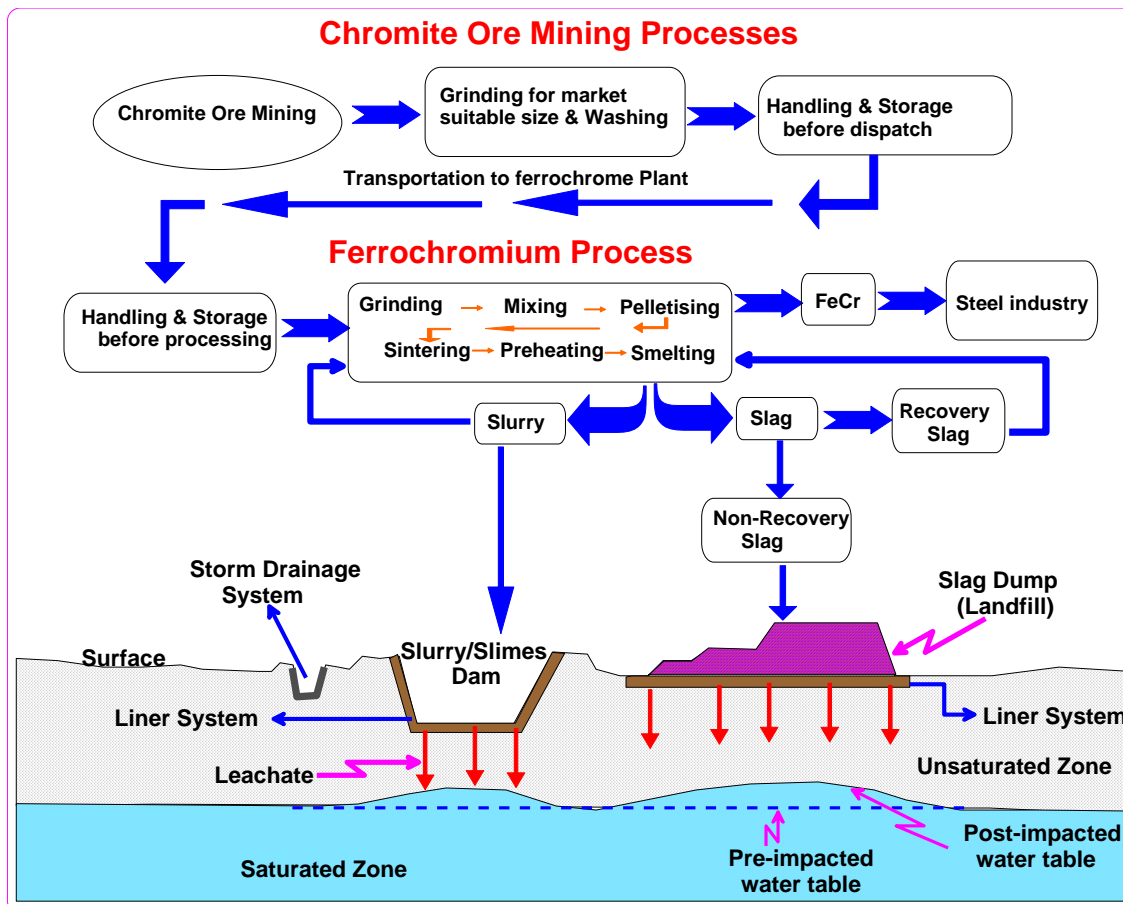 Chromite Ore Mining Processes
Chromite Ore Mining
Grinding for market
suitable size & Washing
Handling & Storage
before dispatch
Transportation to ferrochrome Plant
Ferrochromium Process
Handling & Storage
before processing
Grinding
Mixing
Pelletising
Sintering
Preheating
Smelting
FeCr
Steel industry
Slurry
Slag
Recovery
Slag
Non-Recovery
Slag
Storm Drainage
System
Slag Dump
(Landfill)
Surface
Slurry/Slimes
Dam
Liner System
Liner System
Leachate
Unsaturated Zone
Saturated Zone
Pre-impacted
water table
Post-impacted
water table